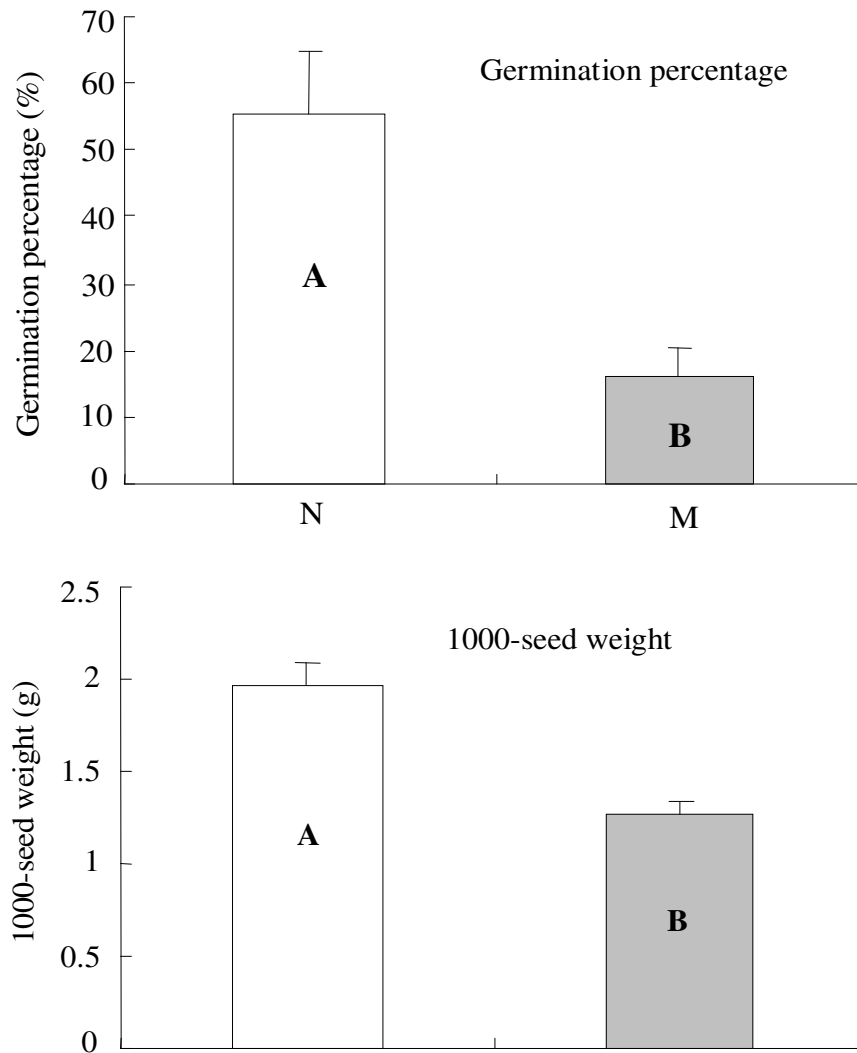 Germination percentage (%)
70
60
50
40
30
20
10
0
Germination percentage
A
B
N
M
1000-seed weight (g)
2.5
2
1.5
1
0.5
0
1000-seed weight
A
B